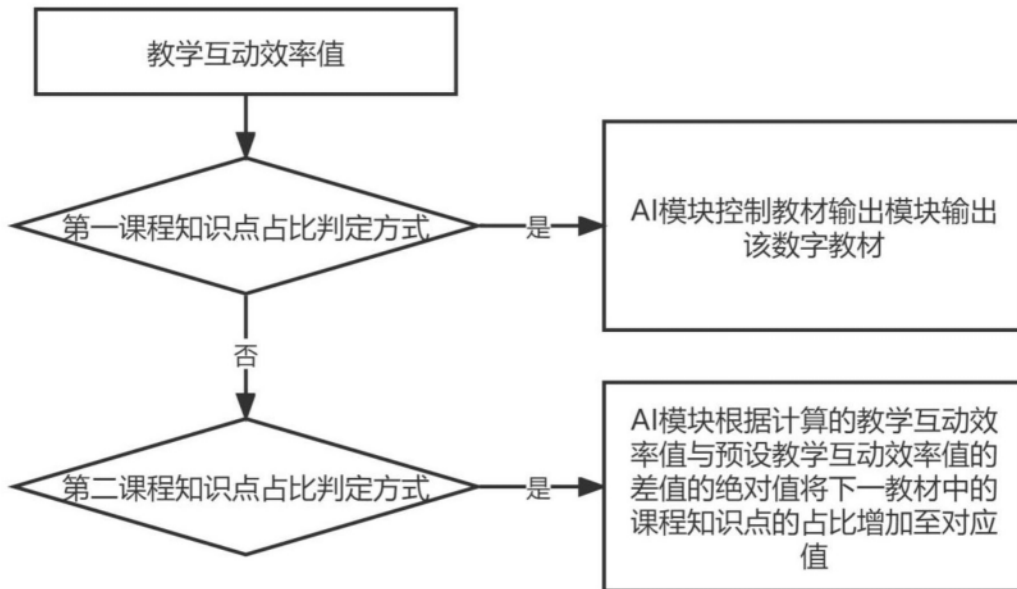 教学互动效率值
第一课程知识点占比判定方式
是
AI模块控制教材输出模块输出
该数字教材
否
第二课程知识点占比判定方式
是
AI模块根据计算的教学互动效
率值与预设教学互动效率值的
差值的绝对值将下一教材中的
课程知识点的占比增加至对应
值